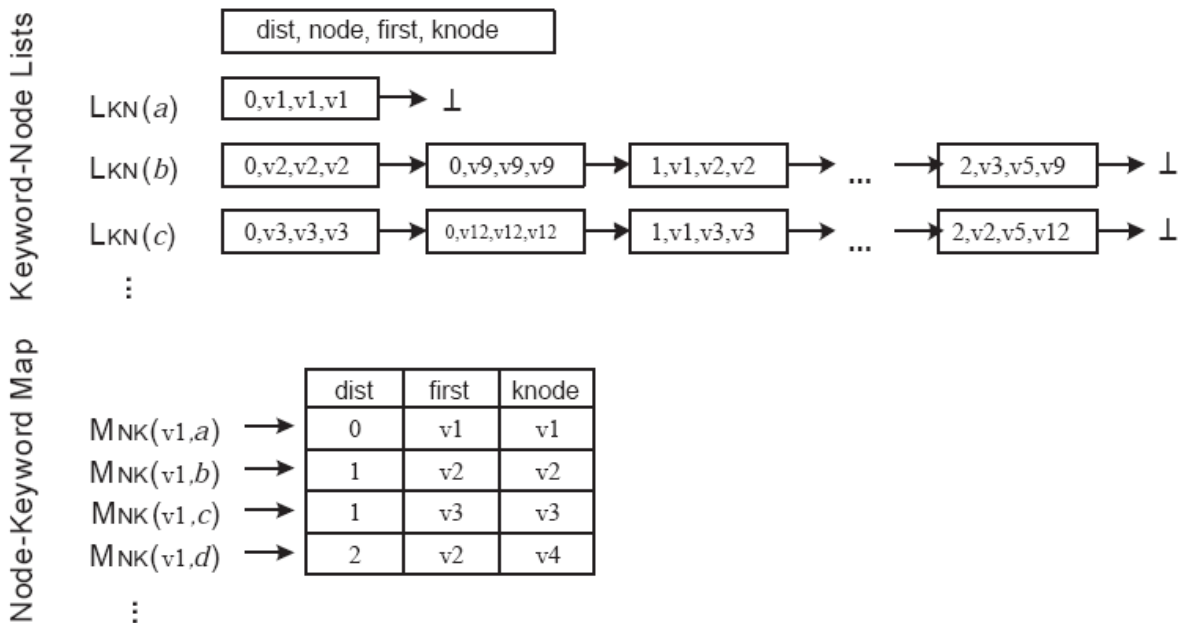 Keyword-Node Lists
dist, node, first, knode
LKN(a) 0,v1,v1,v1 ⊥
LKN(b) 0,v2,v2,v2 0,v9,v9,v9 1,v1,v2,v2 ... 2,v3,v5,v9 ⊥
LKN(c) 0,v3,v3,v3 0,v12,v12,v12 1,v1,v3,v3 ... 2,v2,v5,v12 ⊥
⋮
Node-Keyword Map
dist first knode
MNK(v1,a) 0 v1 v1
MNK(v1,b) 1 v2 v2
MNK(v1,c) 1 v3 v3
MNK(v1,d) 2 v2 v4
⋮